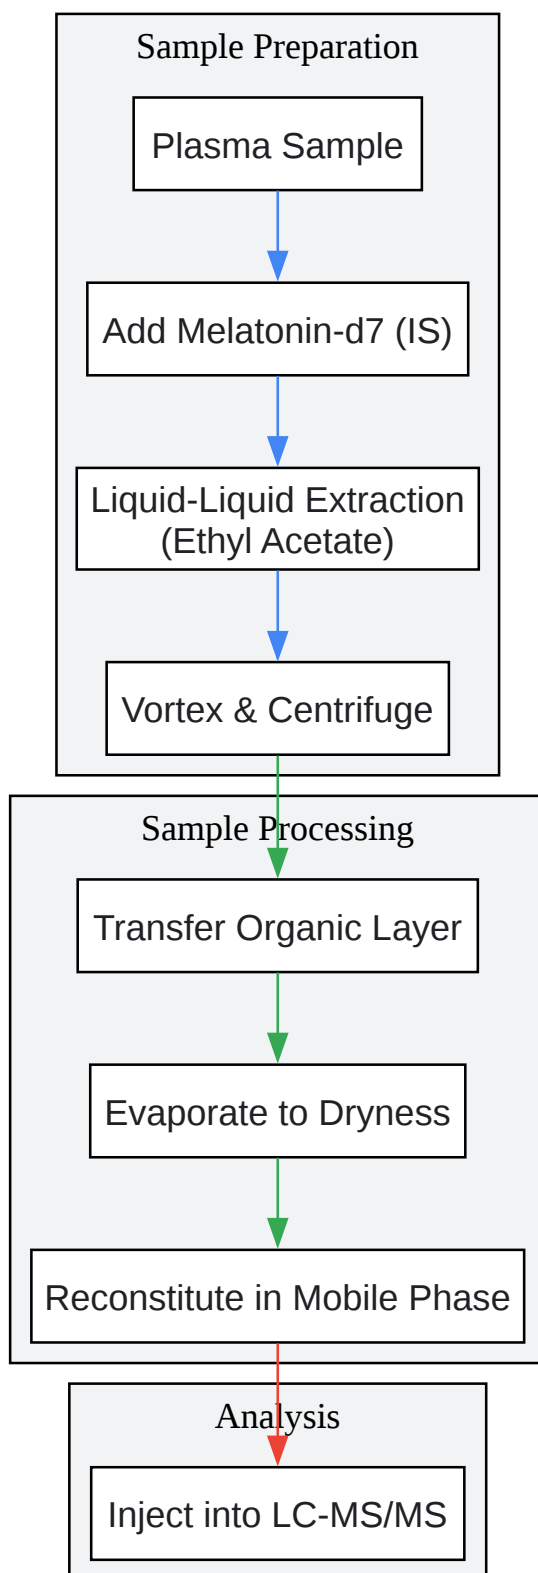 Sample Preparation
Plasma Sample
Add Melatonin-d7 (IS)
Liquid-Liquid Extraction
(Ethyl Acetate)
Vortex & Centrifuge
Sample Processing
Transfer Organic Layer
Evaporate to Dryness
Reconstitute in Mobile Phase
Analysis
Inject into LC-MS/MS